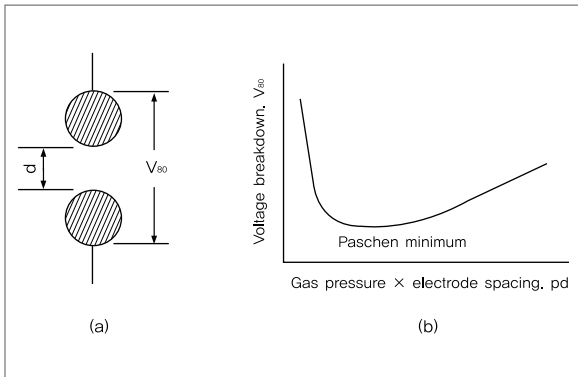 d
V₈₀
(a)
Voltage breakdown. V₈₀
Paschen minimum
Gas pressure × electrode spacing. pd
(b)